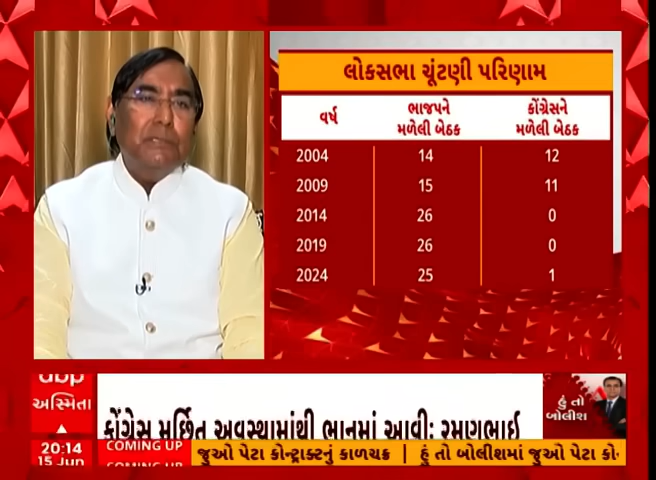 લોકસભા ચૂંટણી પરિણામ
વર્ષ ભાજપને મળેલી બેઠક કોંગ્રેસને મળેલી બેઠક
2004 14 12
2009 15 11
2014 26 0
2019 26 0
2024 25 1
abp
અસ્મિતા
કોંગ્રેસ મૂર્છિત અવસ્થામાંથી ભાનમાં આવી: રમણભાઈ
હું તો
બોલીશ
20:14
15 Jun
COMING UP
COMING UP
જુઓ પેટા કોન્ટ્રાક્ટનું કાળચક્ર | હું તો બોલીશમાં જુઓ પેટા